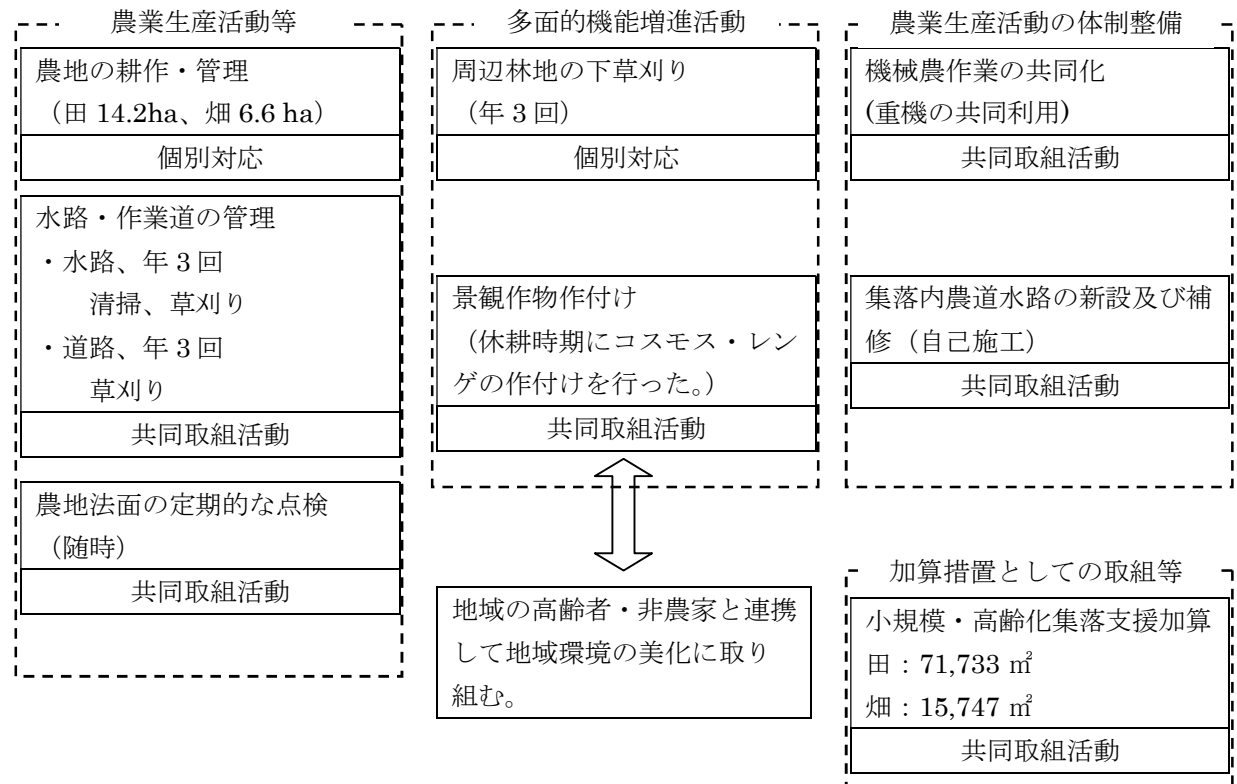 農業生産活動等
農地の耕作・管理
（田 14.2ha、畑 6.6 ha）
個別対応
水路・作業道の管理
・水路、年 3 回
清掃、草刈り
・道路、年 3 回
草刈り
共同取組活動
農地法面の定期的な点検
（随時）
共同取組活動
多面的機能増進活動
周辺林地の下草刈り
（年 3 回）
個別対応
景観作物作付け
（休耕時期にコスモス・レン
ゲの作付けを行った。）
共同取組活動
地域の高齢者・非農家と連携
して地域環境の美化に取り
組む。
農業生産活動の体制整備
機械農作業の共同化
(重機の共同利用)
共同取組活動
集落内農道水路の新設及び補
修（自己施工）
共同取組活動
加算措置としての取組等
小規模・高齢化集落支援加算
田：71,733 ㎡
畑：15,747 ㎡
共同取組活動